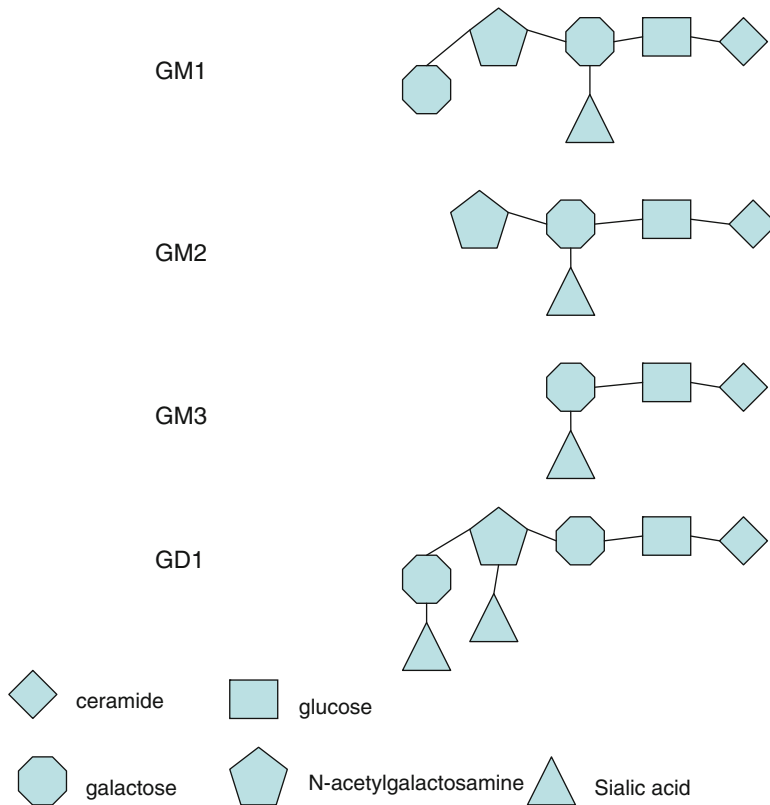 GM1
GM2
GM3
GD1
ceramide
glucose
galactose
N-acetylgalactosamine
Sialic acid